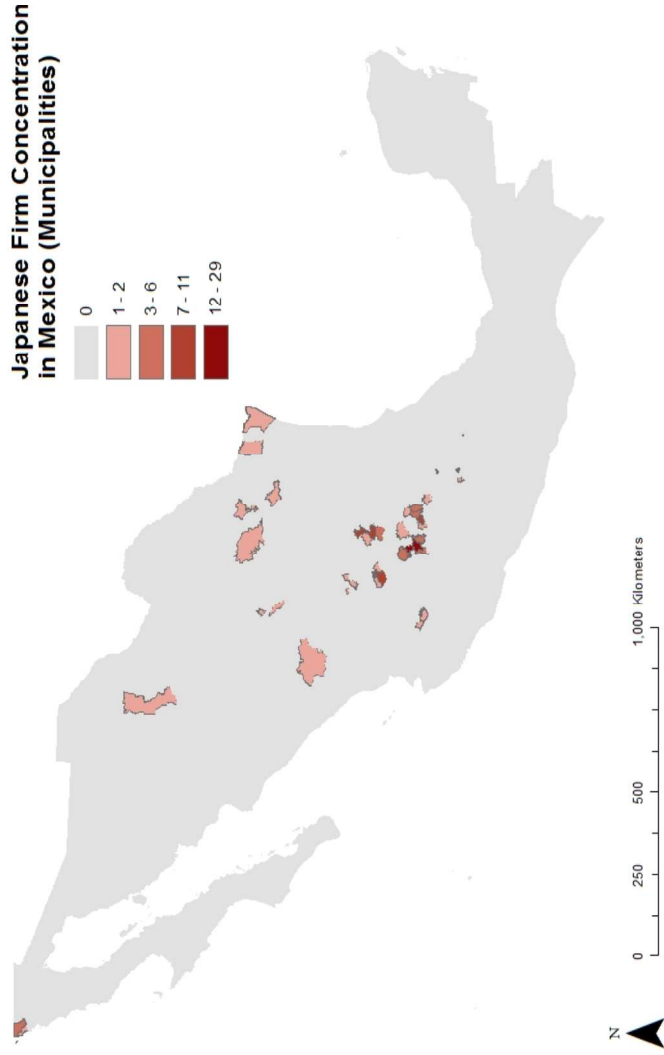 Japanese Firm Concentration
in Mexico (Municipalities)
0
1 - 2
3 - 6
7 - 11
12 - 29
0 250 500 1,000 Kilometers
N